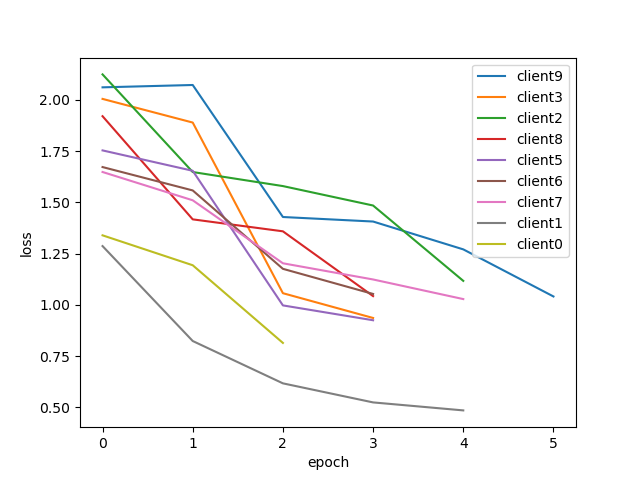 2.00
1.75
1.50
1.25
1.00
0.75
0.50
loss
client9
client3
client2
client8
client5
client6
client7
client1
client0
0 1 2 3 4 5
epoch